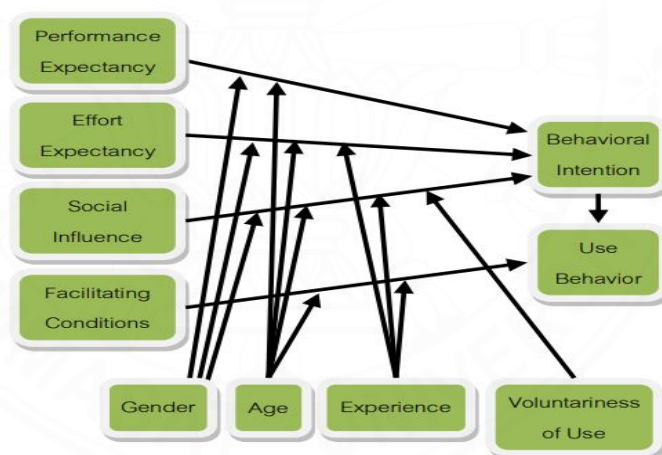 Performance
Expectancy
Effort
Expectancy
Social
Influence
Facilitating
Conditions
Behavioral
Intention
Use
Behavior
Gender
Age
Experience
Voluntariness
of Use